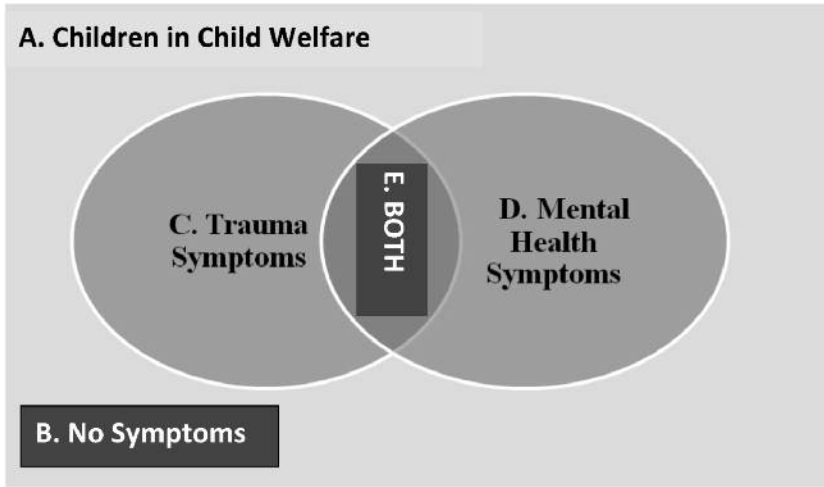 A. Children in Child Welfare
C. Trauma
Symptoms
E. BOTH
D. Mental
Health
Symptoms
B. No Symptoms